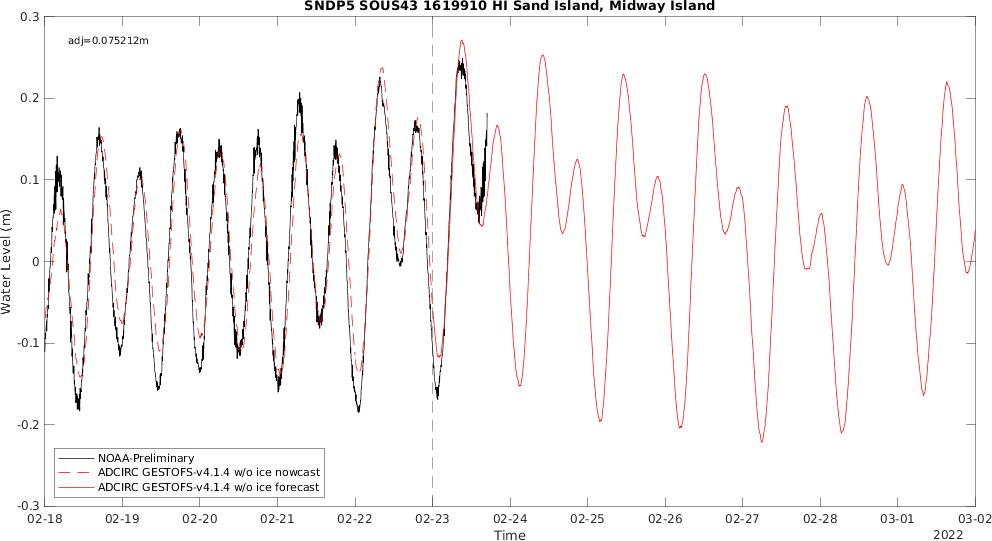 SNDP5 SOUS43 1619910 HI Sand Island, Midway Island
0.3
adj=0.075212m
0.2
0.1
0
-0.1
-0.2
-0.3
Water Level (m)
NOAA-Preliminary
ADCIRC GESTOFS-v4.1.4 w/o ice nowcast
ADCIRC GESTOFS-v4.1.4 w/o ice forecast
02-18 02-19 02-20 02-21 02-22 02-23 02-24 02-25 02-26 02-27 02-28 03-01 03-02
Time
2022